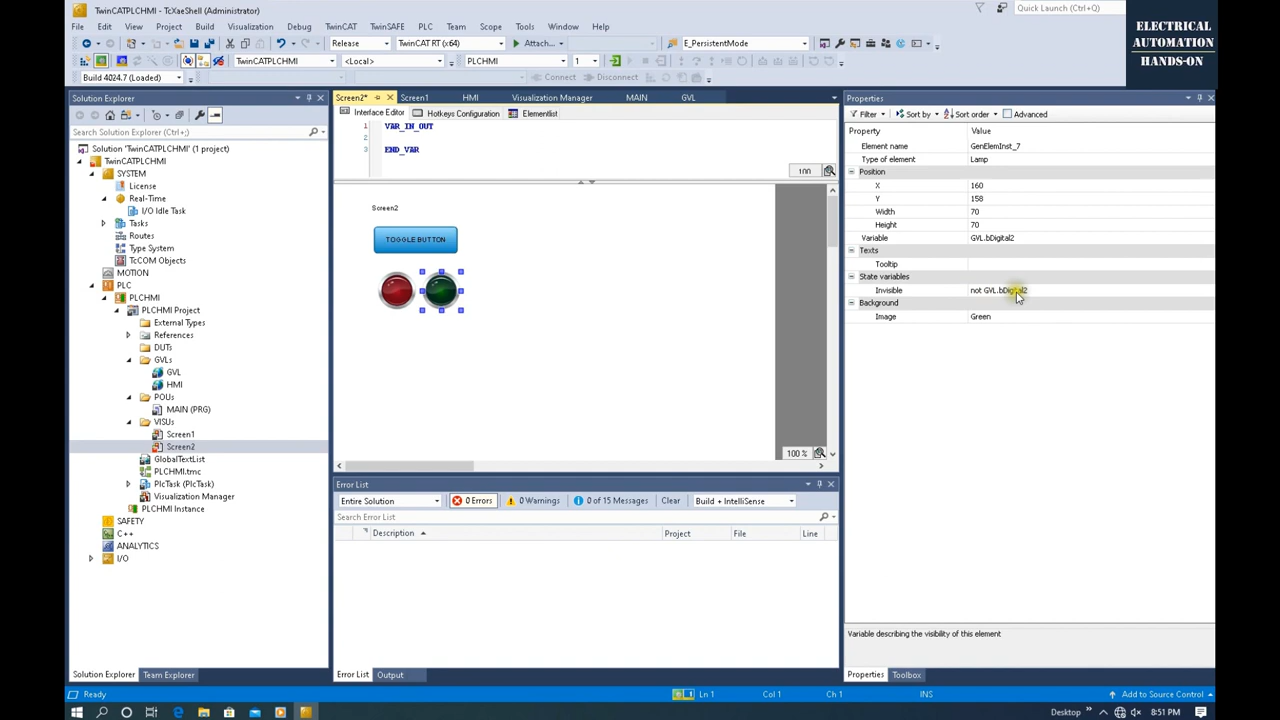 TwinCATPLCHMI - TcXaeShell (Administrator)
Quick Launch (Ctrl+;)
ELECTRICAL
AUTOMATION
HANDS-ON
File Edit View Project Build Visualization Debug TwinCAT TwinSAFE PLC Team Scope Tools Window Help
Release TwinCAT RT (x64) Attach... E_PersistentMode
TwinCATPLCHMI <Local> PLCHMI 1
Build 4024.7 (Loaded) Connect Disconnect
Solution Explorer
Search Solution Explorer (Ctrl+;)
Solution 'TwinCATPLCHMI' (1 project)
TwinCATPLCHMI
SYSTEM
License
Real-Time
I/O Idle Task
Tasks
Routes
Type System
TcCOM Objects
MOTION
PLC
PLCHMI
PLCHMI Project
External Types
References
DUTs
GVLs
GVL
HMI
POUs
MAIN (PRG)
VISUs
Screen1
Screen2
GlobalTextList
PLCHMI.tmc
PlcTask (PlcTask)
Visualization Manager
PLCHMI Instance
SAFETY
C++
ANALYTICS
I/O
Solution Explorer Team Explorer
Screen2* Screen1 HMI Visualization Manager MAIN GVL
Interface Editor Hotkeys Configuration Elementlist
1 VAR_IN_OUT
2
3 END_VAR
100
Screen2
TOGGLE BUTTON
100 %
Error List
Entire Solution 0 Errors 0 Warnings 0 of 15 Messages Clear Build + IntelliSense
Search Error List
Description Project File Line
Error List Output
Properties
Filter Sort by Sort order Advanced
Property Value
Element name GenElemInst_7
Type of element Lamp
Position
X 160
Y 158
Width 70
Height 70
Variable GVL.bDigital2
Texts
Tooltip
State variables
Invisible not GVL.bDigital2
Background
Image Green
Variable describing the visibility of this element
Properties Toolbox
Ready Ln 1 Col 1 Ch 1 INS Add to Source Control
Desktop 8:51 PM